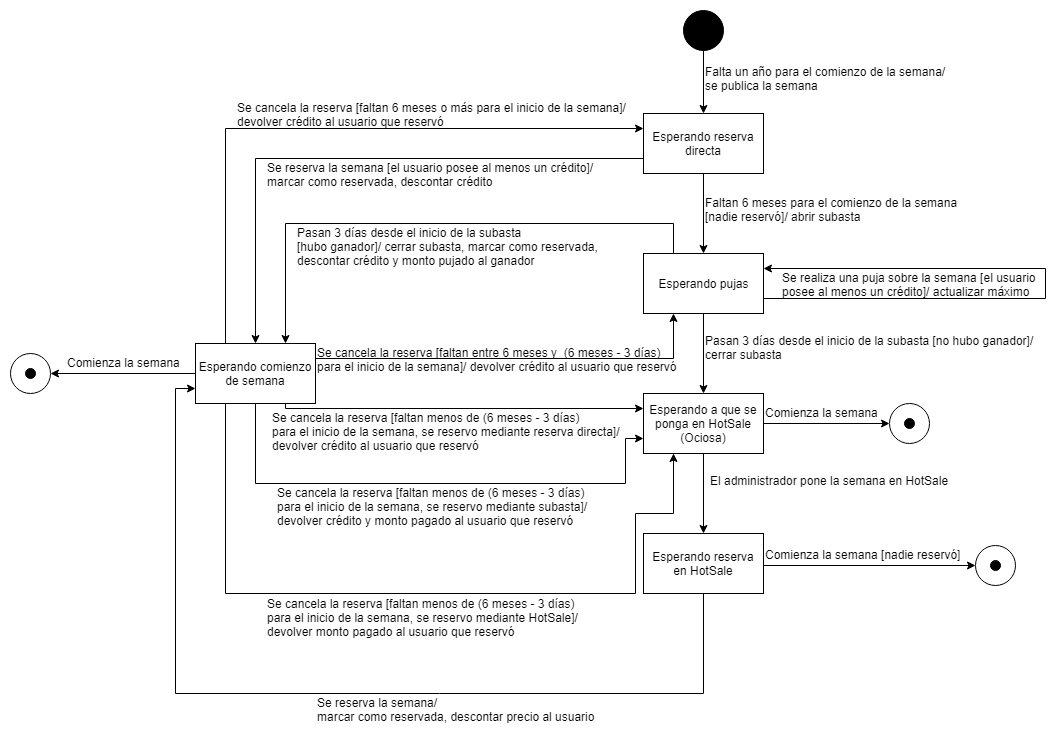 Falta un año para el comienzo de la semana/
se publica la semana
Se cancela la reserva [faltan 6 meses o más para el inicio de la semana]/
devolver crédito al usuario que reservó
Esperando reserva
directa
Se reserva la semana [el usuario posee al menos un crédito]/
marcar como reservada, descontar crédito
Faltan 6 meses para el comienzo de la semana
[nadie reservó]/ abrir subasta
Pasan 3 días desde el inicio de la subasta
[hubo ganador]/ cerrar subasta, marcar como reservada,
descontar crédito y monto pujado al ganador
Esperando pujas
Se realiza una puja sobre la semana [el usuario
posee al menos un crédito]/ actualizar máximo
Pasan 3 días desde el inicio de la subasta [no hubo ganador]/
cerrar subasta
Comienza la semana
Esperando comienzo
de semana
Se cancela la reserva [faltan entre 6 meses y (6 meses - 3 días)
para el inicio de la semana]/ devolver crédito al usuario que reservó
Esperando a que se
ponga en HotSale
(Ociosa)
Comienza la semana
Se cancela la reserva [faltan menos de (6 meses - 3 días)
para el inicio de la semana, se reservo mediante reserva directa]/
devolver crédito al usuario que reservó
El administrador pone la semana en HotSale
Se cancela la reserva [faltan menos de (6 meses - 3 días)
para el inicio de la semana, se reservo mediante subasta]/
devolver crédito y monto pagado al usuario que reservó
Esperando reserva
en HotSale
Comienza la semana [nadie reservó]
Se cancela la reserva [faltan menos de (6 meses - 3 días)
para el inicio de la semana, se reservo mediante HotSale]/
devolver monto pagado al usuario que reservó
Se reserva la semana/
marcar como reservada, descontar precio al usuario